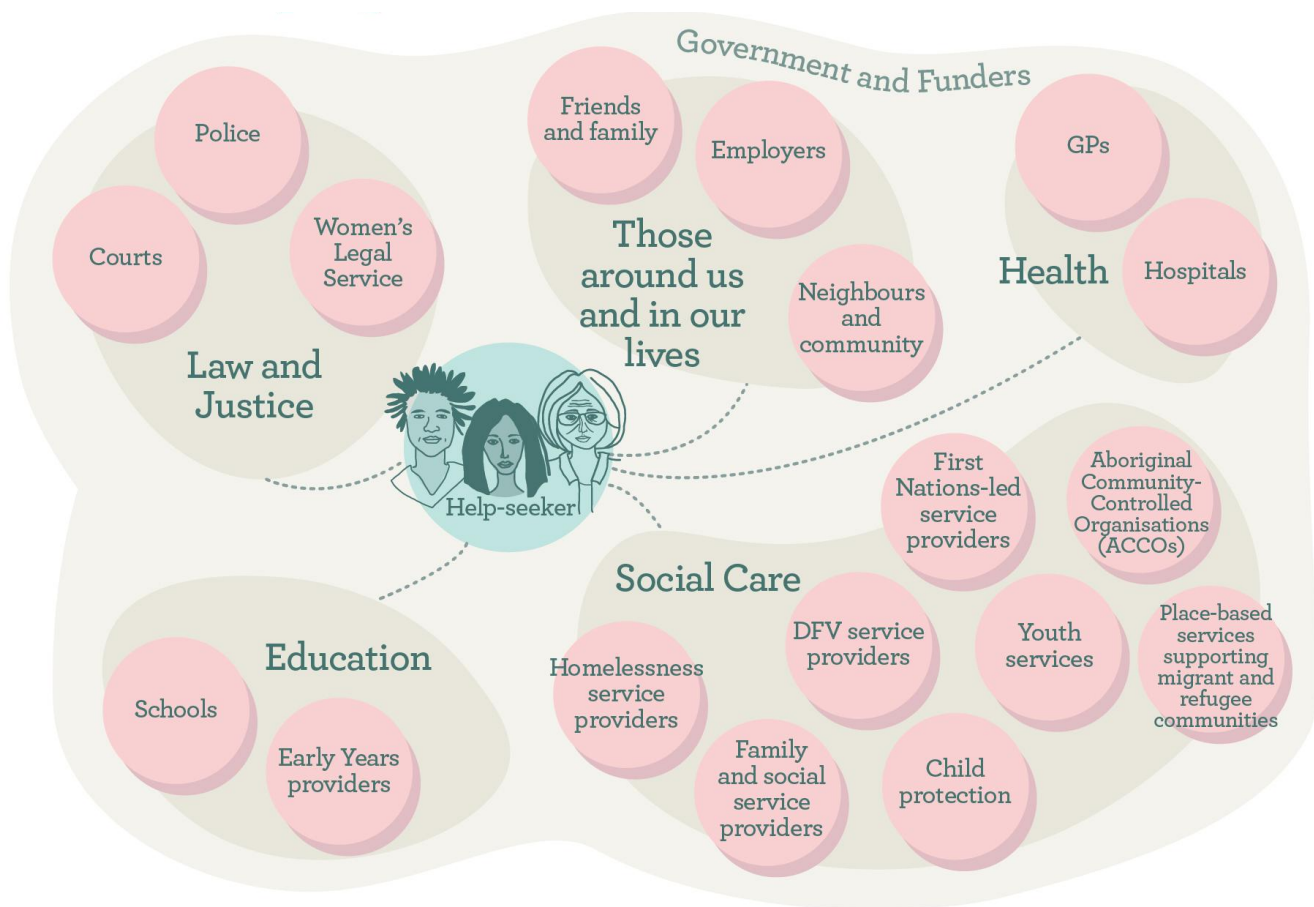 Government and Funders
Police
Courts
Women's
Legal
Service
Law and
Justice
Friends
and family
Employers
Neighbours
and
community
Those
around us
and in our
lives
GPs
Hospitals
Health
Help-seeker
Education
Schools
Early Years
providers
Social Care
First
Nations-led
service
providers
Aboriginal
Community-
Controlled
Organisations
(ACCOs)
DFV service
providers
Youth
services
Place-based
services
supporting
migrant and
refugee
communities
Homelessness
service
providers
Family
and social
service
providers
Child
protection